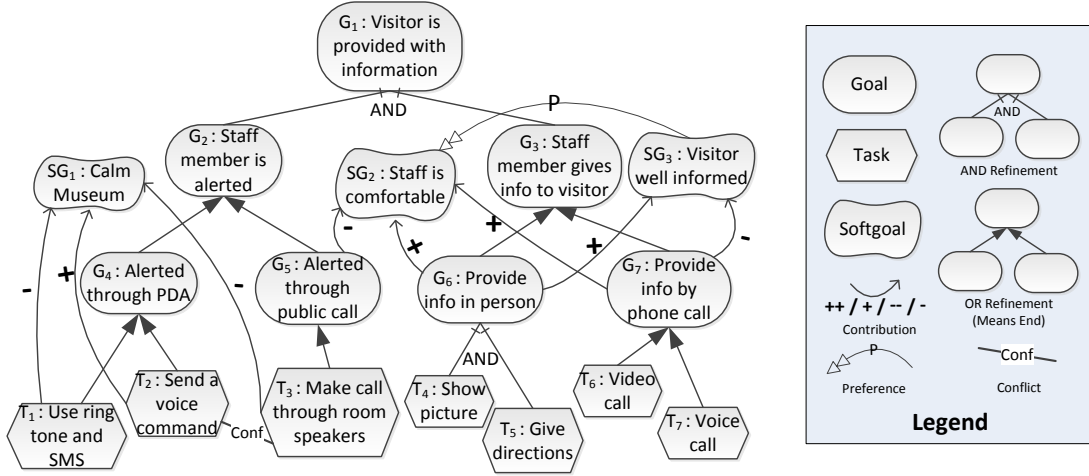 G1 : Visitor is
provided with
information
AND
P
G2 : Staff
member is
alerted
G3 : Staff
member gives
info to visitor
SG1 : Calm
Museum
SG2 : Staff is
comfortable
SG3 : Visitor
well informed
-
+
-
-
+
+
+
-
G4 : Alerted
through PDA
G5 : Alerted
through
public call
G6 : Provide
info in person
G7 : Provide
info by
phone call
AND
T1 : Use ring
tone and
SMS
T2 : Send a
voice
command
Conf
T3 : Make call
through room
speakers
T4 : Show
picture
T5 : Give
directions
T6 : Video
call
T7 : Voice
call
Goal
Task
Softgoal
++ / + / -- / -
Contribution
P
Preference
AND
AND Refinement
OR Refinement
(Means End)
Conf
Conflict
Legend